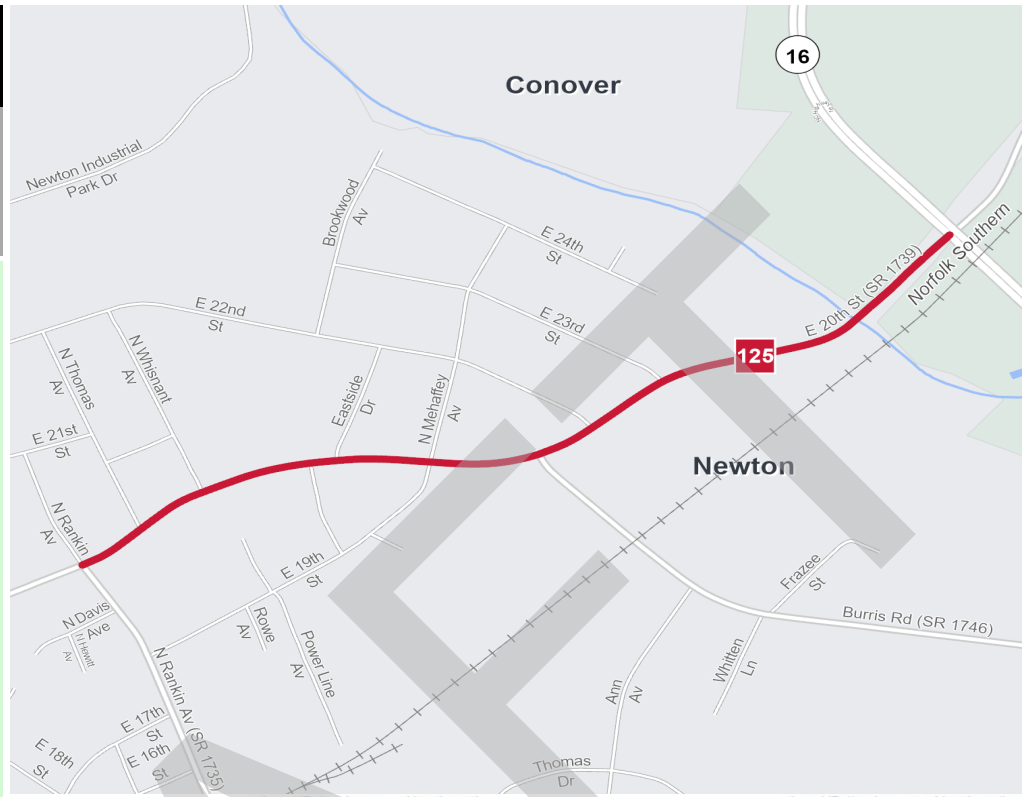 16
Conover
Newton Industrial
Park Dr
Brookwood
Av
E 24th
St
E 20th St (SR 1739)
Norfolk Southern
E 22nd
St
E 23rd
St
N Thomas
Av
N Whisnant
Av
125
Eastside
Dr
N Mehaffey
Av
E 21st
St
Newton
N Rankin
Av
E 19th
St
Frazee
St
N Davis
Ave
N Hewitt
Av
Rowe
Av
Power Line
Av
Burris Rd (SR 1746)
Whitten
Ln
Ann
Av
N Rankin Av (SR 1735)
E 17th
St
E 16th
St
E 18th
St
Thomas
Dr